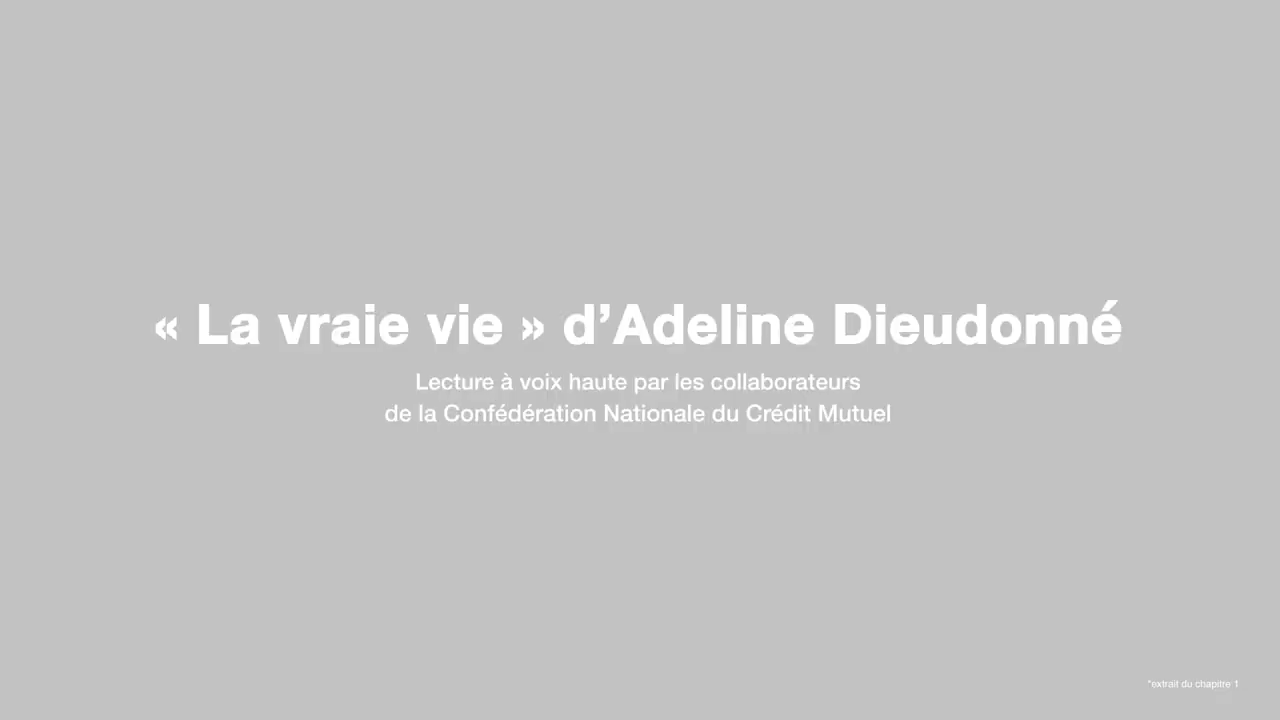 « La vraie vie » d’Adeline Dieudonné
Lecture à voix haute par les collaborateurs
de la Confédération Nationale du Crédit Mutuel
*extrait du chapitre 1